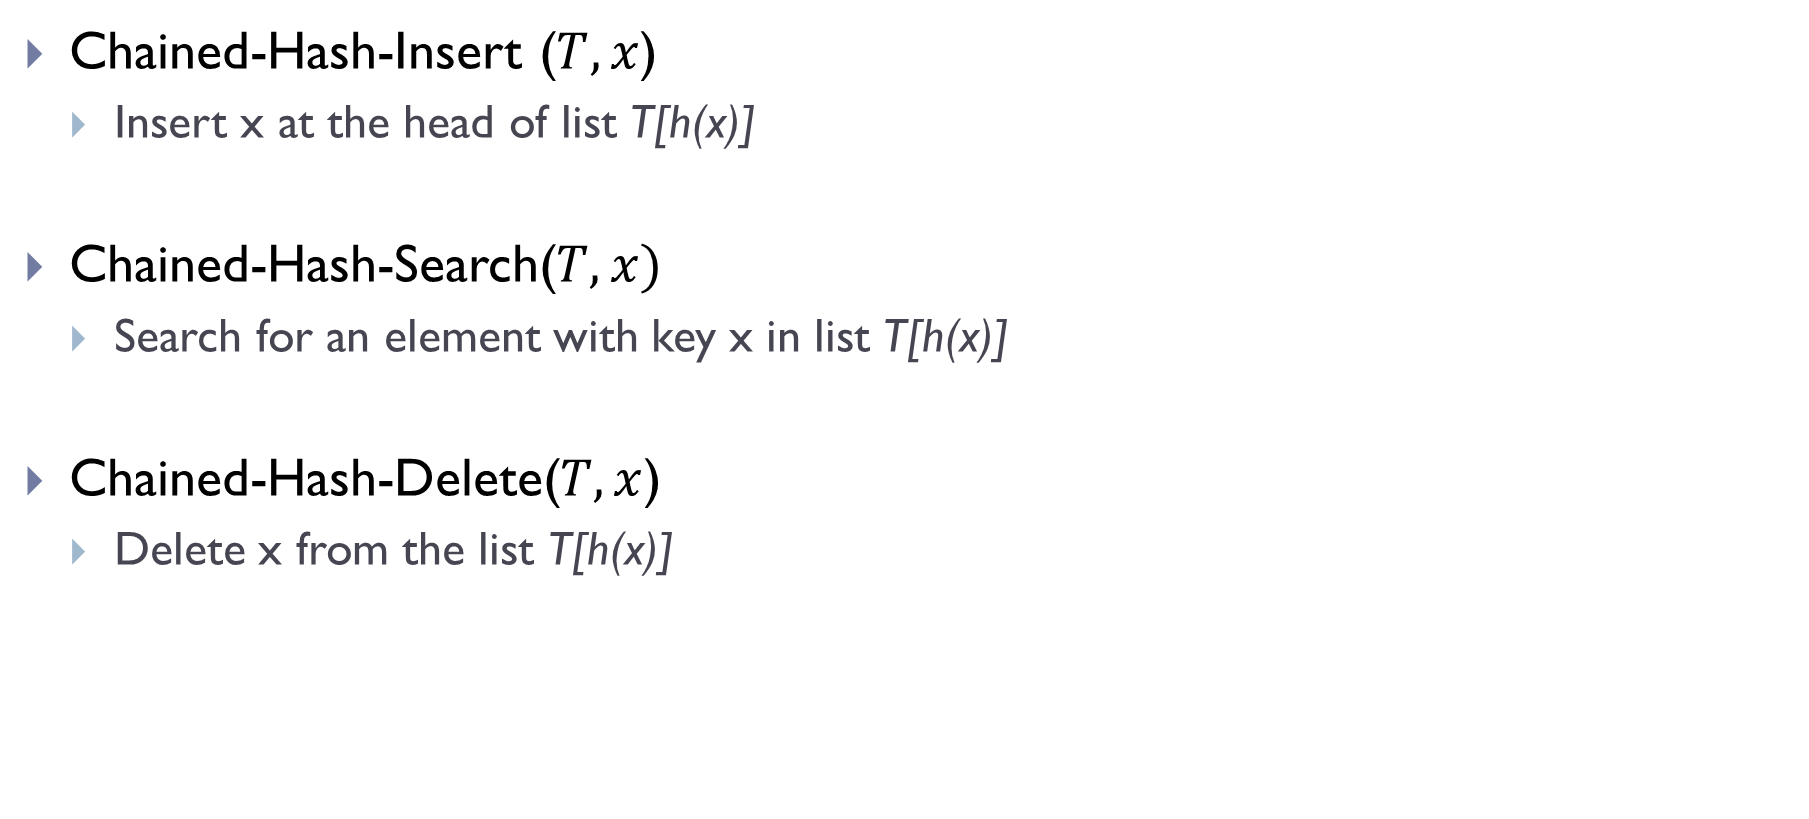 Chained-Hash-Insert (T, x)
Insert x at the head of list T[h(x)]
Chained-Hash-Search(T, x)
Search for an element with key x in list T[h(x)]
Chained-Hash-Delete(T, x)
Delete x from the list T[h(x)]